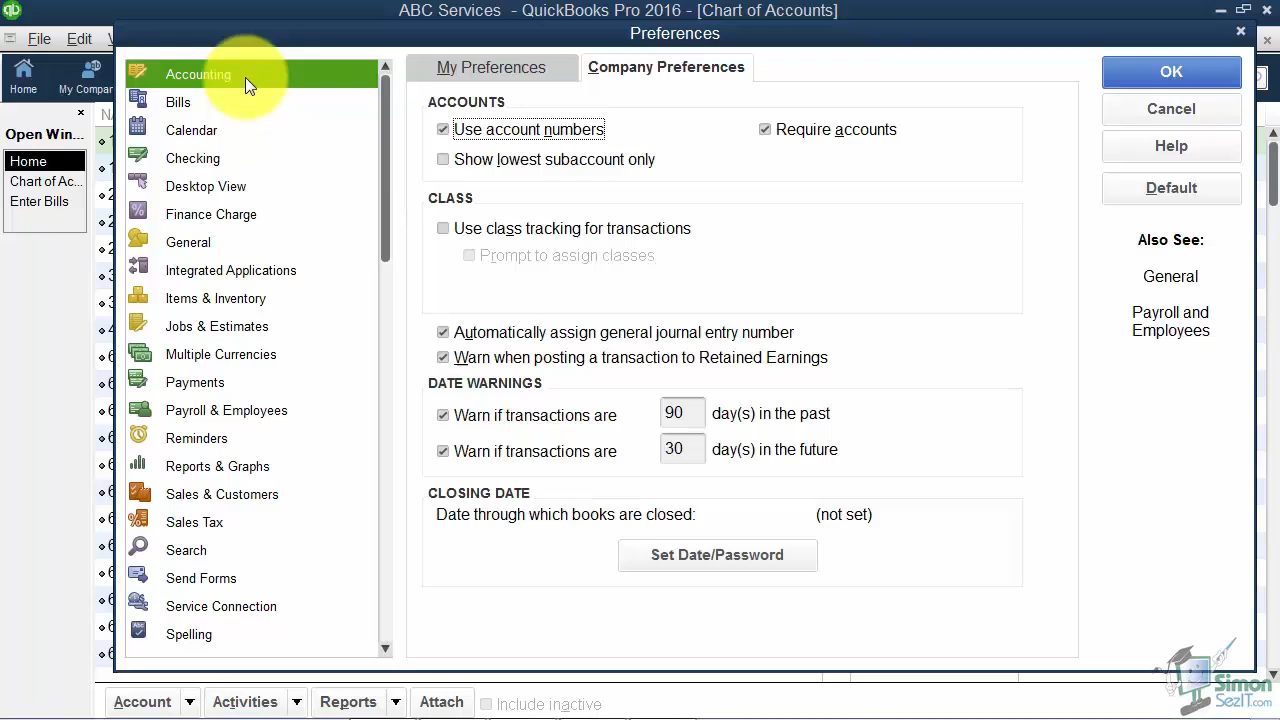 ABC Services - QuickBooks Pro 2016 - [Chart of Accounts]
File Edit
Preferences
Home
My Compar
Open Win...
Home
Chart of Ac...
Enter Bills
Accounting
Bills
Calendar
Checking
Desktop View
Finance Charge
General
Integrated Applications
Items & Inventory
Jobs & Estimates
Multiple Currencies
Payments
Payroll & Employees
Reminders
Reports & Graphs
Sales & Customers
Sales Tax
Search
Send Forms
Service Connection
Spelling
My Preferences
Company Preferences
ACCOUNTS
Use account numbers
Require accounts
Show lowest subaccount only
CLASS
Use class tracking for transactions
Prompt to assign classes
Automatically assign general journal entry number
Warn when posting a transaction to Retained Earnings
DATE WARNINGS
Warn if transactions are 90 day(s) in the past
Warn if transactions are 30 day(s) in the future
CLOSING DATE
Date through which books are closed: (not set)
Set Date/Password
OK
Cancel
Help
Default
Also See:
General
Payroll and
Employees
Account Activities Reports Attach Include inactive
Simon
SezIT.com